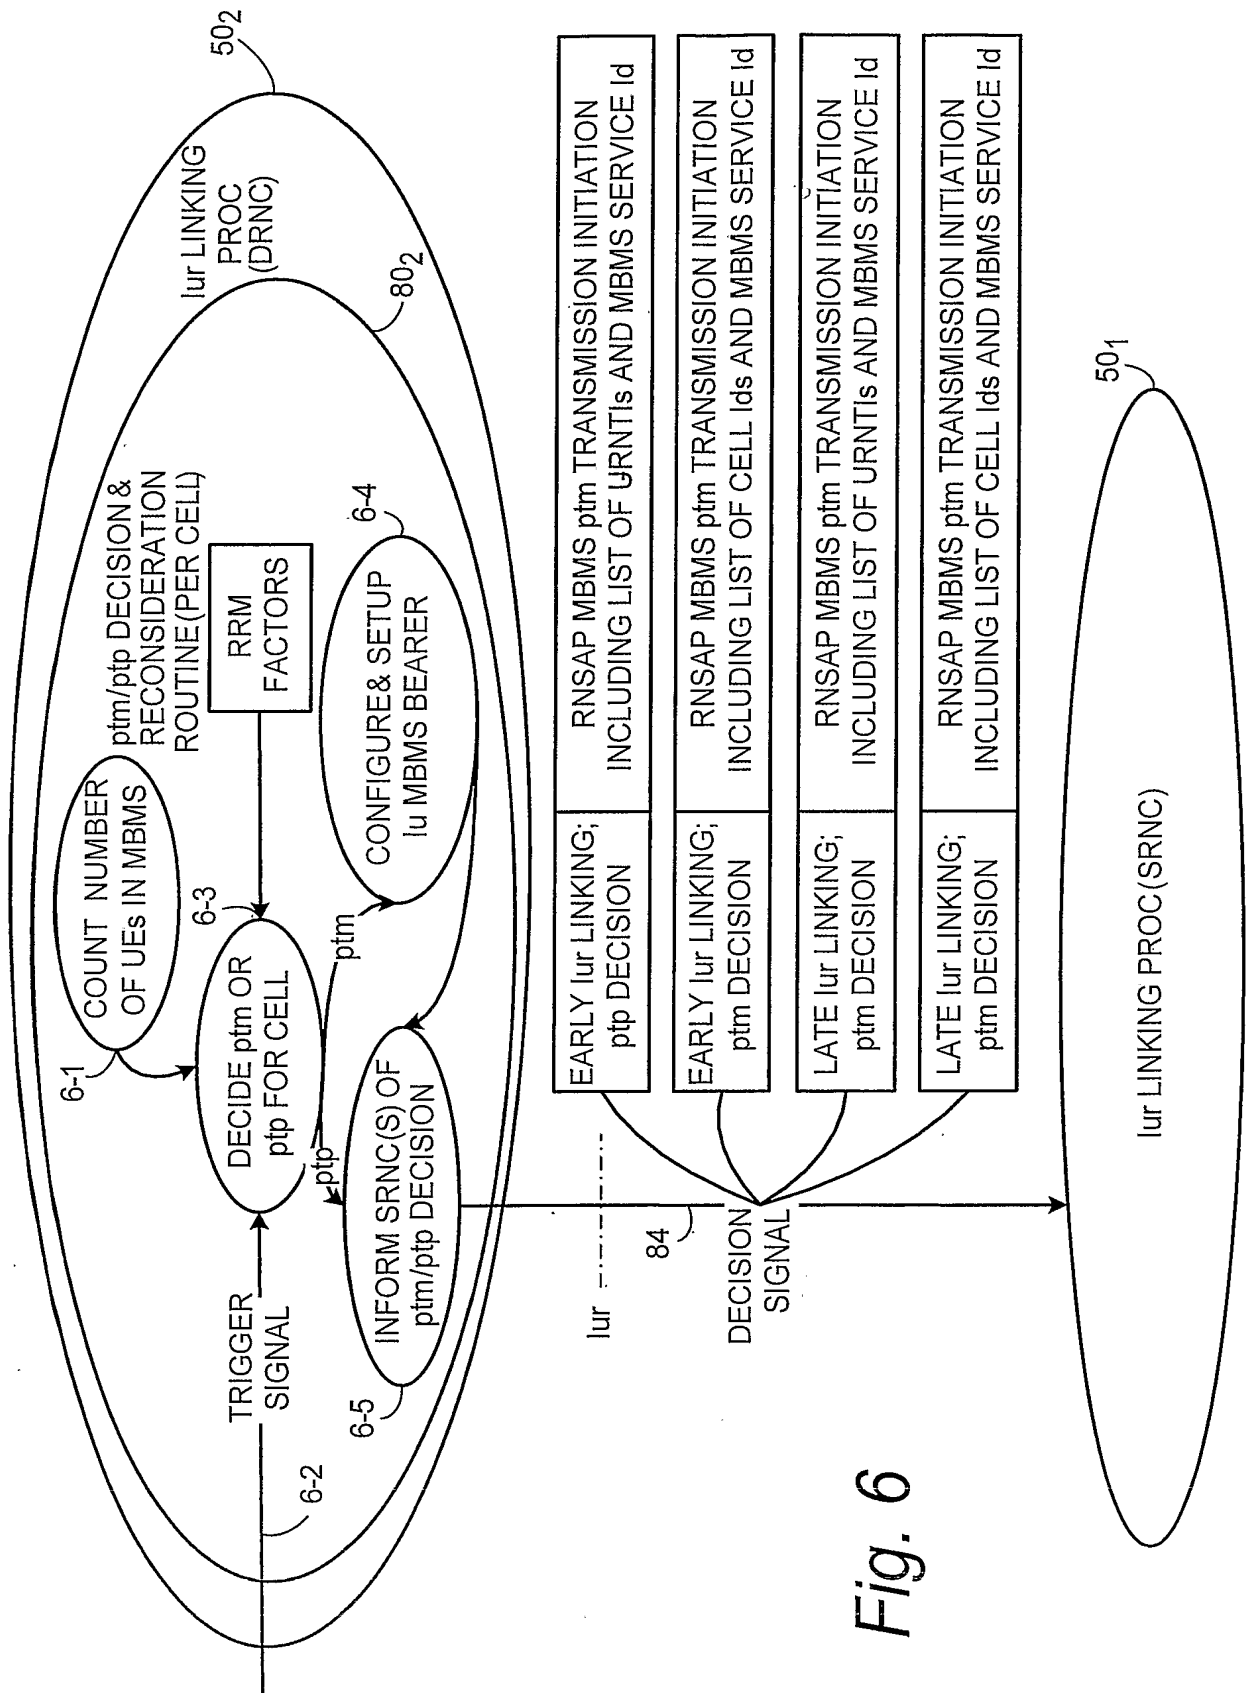 50₂
Iur LINKING
PROC
(DRNC)
80₂
ptm/ptp DECISION &
RECONSIDERATION
ROUTINE(PER CELL)
COUNT NUMBER
OF UEs IN MBMS
6-1
RRM
FACTORS
6-3
DECIDE ptm OR
ptp FOR CELL
TRIGGER
SIGNAL
6-2
ptm
ptp
6-4
CONFIGURE& SETUP
Iu MBMS BEARER
INFORM SRNC(S) OF
ptm/ptp DECISION
6-5
Iur
84
DECISION
SIGNAL
EARLY Iur LINKING;
ptp DECISION
RNSAP MBMS ptm TRANSMISSION INITIATION
INCLUDING LIST OF URNTIs AND MBMS SERVICE Id
EARLY Iur LINKING;
ptm DECISION
RNSAP MBMS ptm TRANSMISSION INITIATION
INCLUDING LIST OF CELL Ids AND MBMS SERVICE Id
LATE Iur LINKING;
ptm DECISION
RNSAP MBMS ptm TRANSMISSION INITIATION
INCLUDING LIST OF URNTIs AND MBMS SERVICE Id
LATE Iur LINKING;
ptm DECISION
RNSAP MBMS ptm TRANSMISSION INITIATION
INCLUDING LIST OF CELL Ids AND MBMS SERVICE Id
50₁
Iur LINKING PROC(SRNC)
Fig. 6